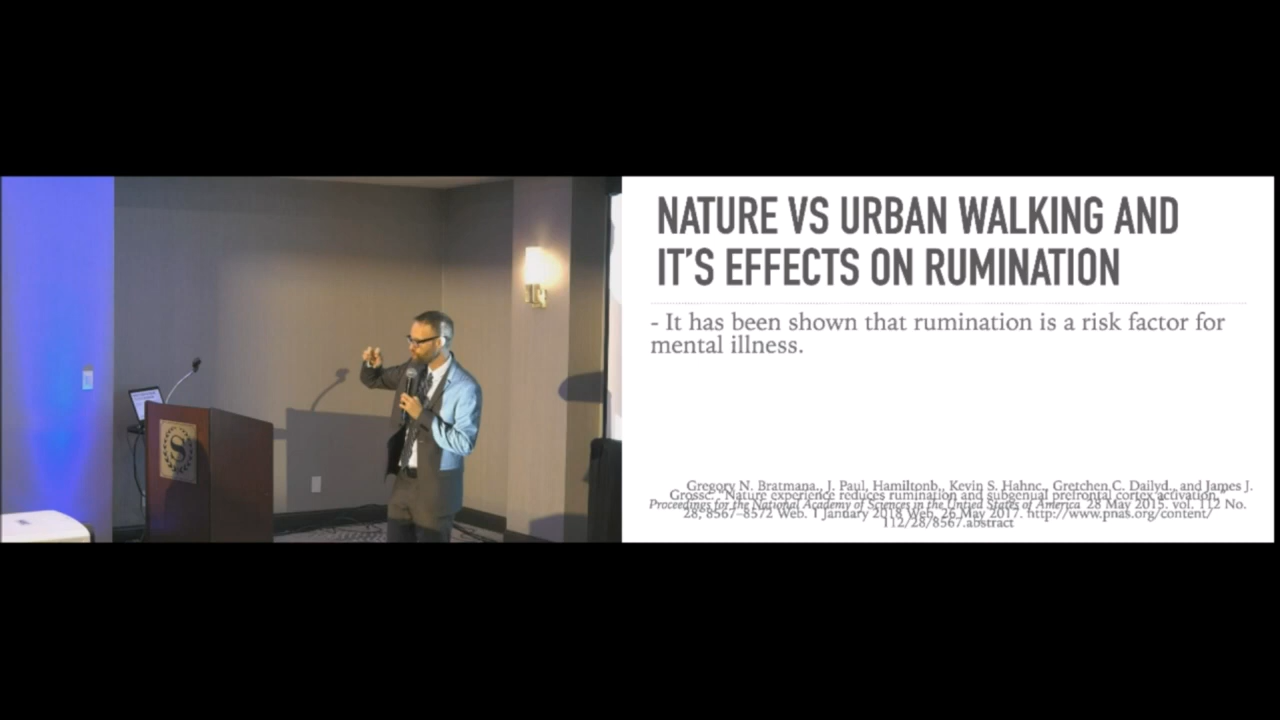 NATURE VS URBAN WALKING AND
IT'S EFFECTS ON RUMINATION
- It has been shown that rumination is a risk factor for
mental illness.
Gregory N. Bratmana., J. Paul, Hamiltonb., Kevin S. Hahnc., Gretchen C. Dailyd., and James J.
Grossc. "Nature experience reduces rumination and subgenual prefrontal cortex activation,"
Proceedings for the National Academy of Sciences in the Untied States of America 28 May 2015. vol. 112 No.
28; 8567–8572 Web. 1 January 2018 Web. 26 May 2017. http://www.pnas.org/content/
112/28/8567.abstract
S